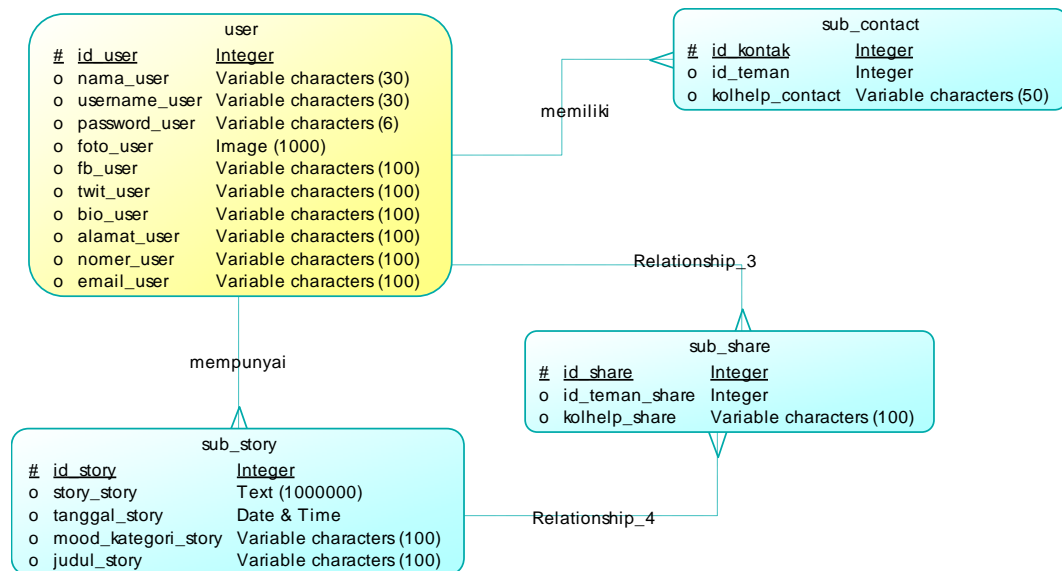 user
# id_user Integer
o nama_user Variable characters (30)
o username_user Variable characters (30)
o password_user Variable characters (6)
o foto_user Image (1000)
o fb_user Variable characters (100)
o twit_user Variable characters (100)
o bio_user Variable characters (100)
o alamat_user Variable characters (100)
o nomer_user Variable characters (100)
o email_user Variable characters (100)
sub_contact
# id_kontak Integer
o id_teman Integer
o kolhelp_contact Variable characters (50)
memiliki
Relationship_3
mempunyai
sub_share
# id_share Integer
o id_teman_share Integer
o kolhelp_share Variable characters (100)
sub_story
# id_story Integer
o story_story Text (1000000)
o tanggal_story Date & Time
o mood_kategori_story Variable characters (100)
o judul_story Variable characters (100)
Relationship_4